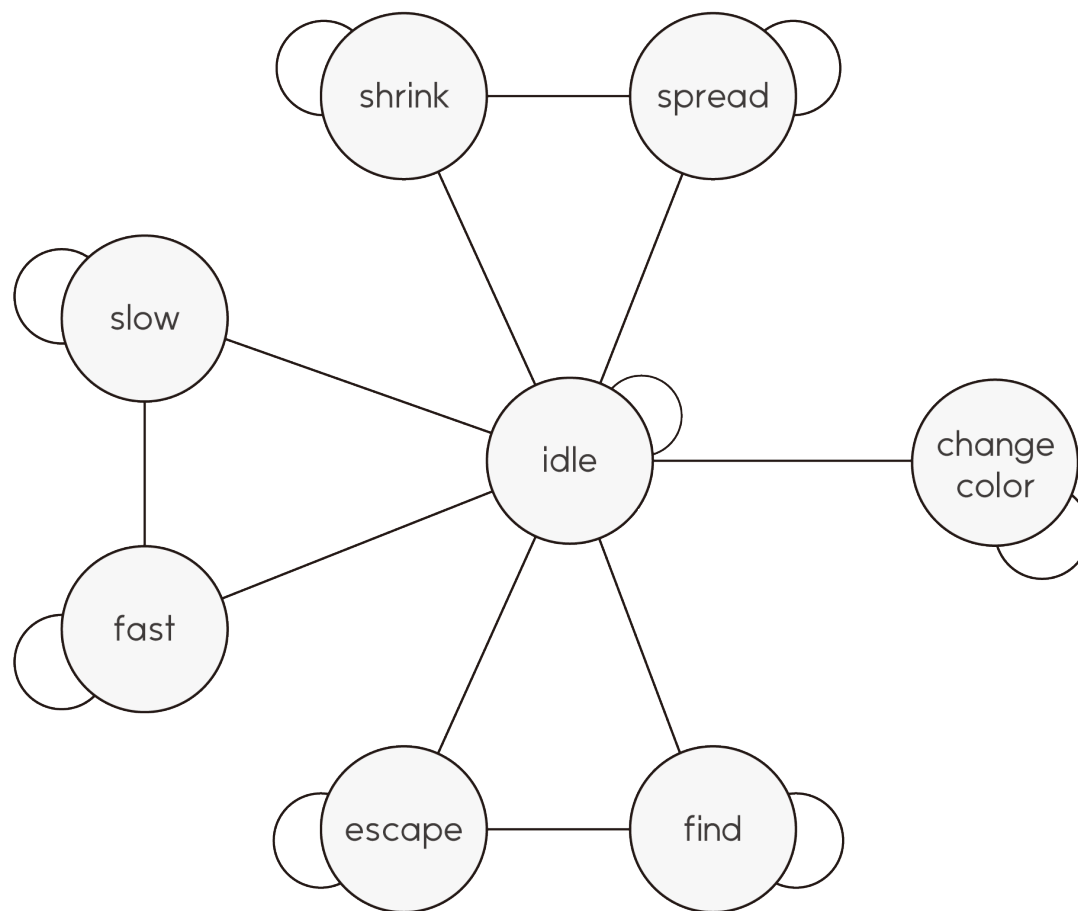 shrink
spread
slow
idle
change
color
fast
escape
find